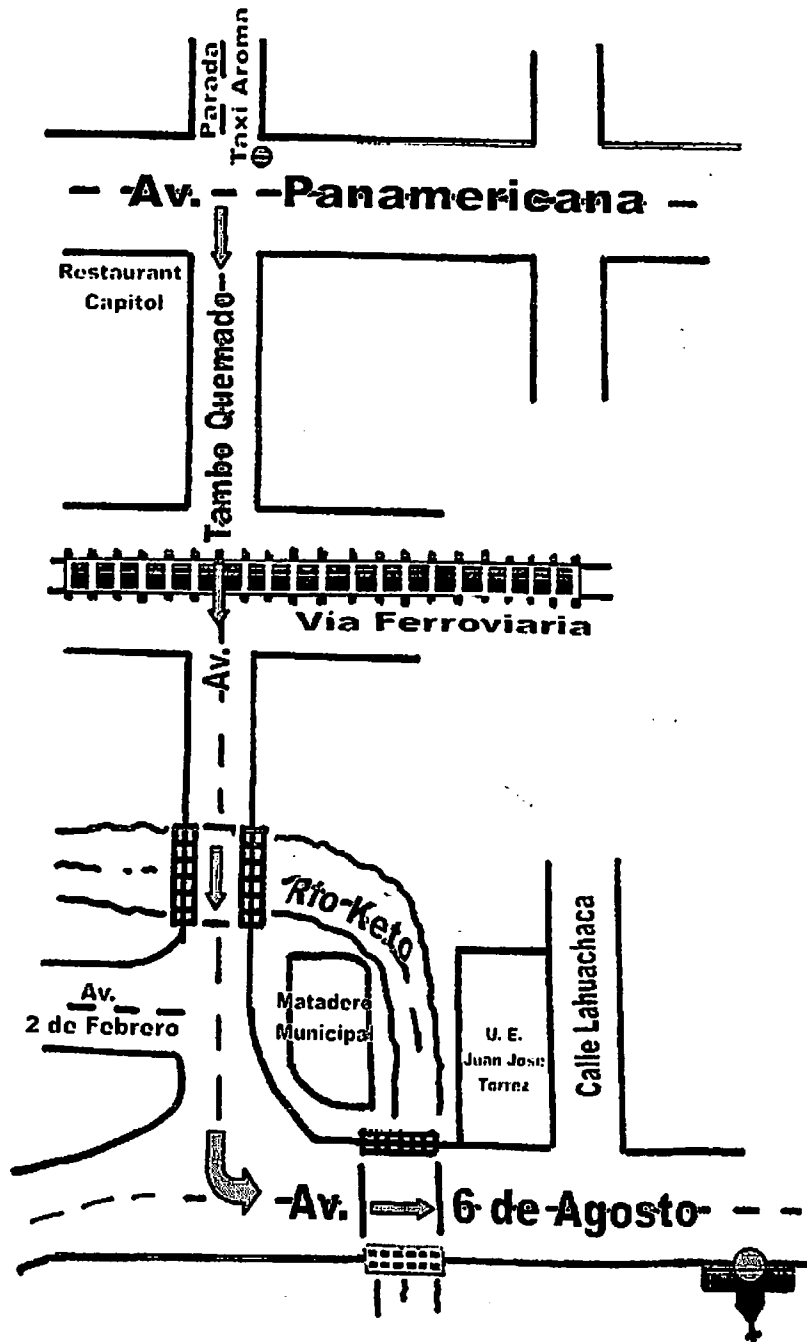 Parada
Taxi Aroma
Av. Panamericana
Restaurant
Capitol
Av. Tambo Quemado
Via Ferroviaria
Río Keto
Av.
2 de Febrero
Matadero
Municipal
U. E.
Juan Jose
Torrez
Calle Lahuachaca
Av. 6 de Agosto